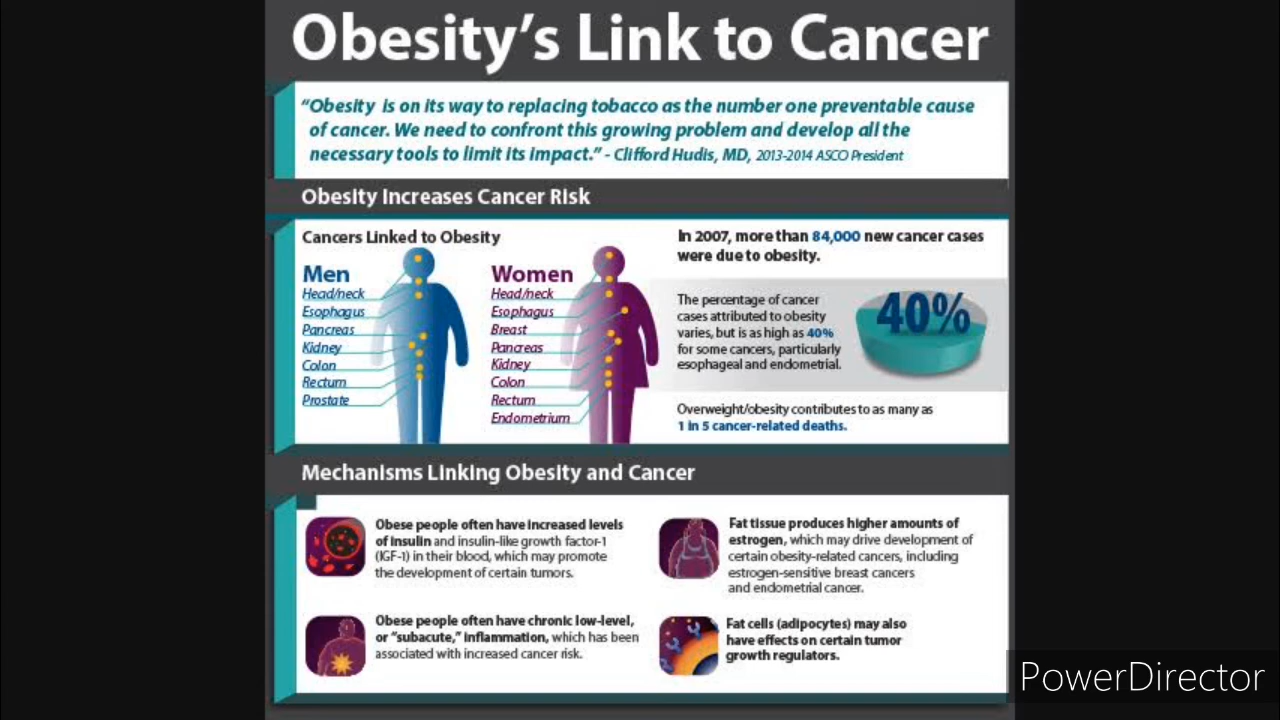 Obesity's Link to Cancer
"Obesity is on its way to replacing tobacco as the number one preventable cause
of cancer. We need to confront this growing problem and develop all the
necessary tools to limit its impact." - Clifford Hudis, MD, 2013-2014 ASCO President
Obesity Increases Cancer Risk
Cancers Linked to Obesity
Men
Head/neck
Esophagus
Pancreas
Kidney
Colon
Rectum
Prostate
Women
Head/neck
Esophagus
Breast
Pancreas
Kidney
Colon
Rectum
Endometrium
In 2007, more than 84,000 new cancer cases
were due to obesity.
The percentage of cancer
cases attributed to obesity
varies, but is as high as 40%
for some cancers, particularly
esophageal and endometrial.
40%
Overweight/obesity contributes to as many as
1 in 5 cancer-related deaths.
Mechanisms Linking Obesity and Cancer
Obese people often have increased levels
of insulin and insulin-like growth factor-1
(IGF-1) in their blood, which may promote
the development of certain tumors.
Obese people often have chronic low-level,
or "subacute," inflammation, which has been
associated with increased cancer risk.
Fat tissue produces higher amounts of
estrogen, which may drive development of
certain obesity-related cancers, including
estrogen-sensitive breast cancers
and endometrial cancer.
Fat cells (adipocytes) may also
have effects on certain tumor
growth regulators.
PowerDirector